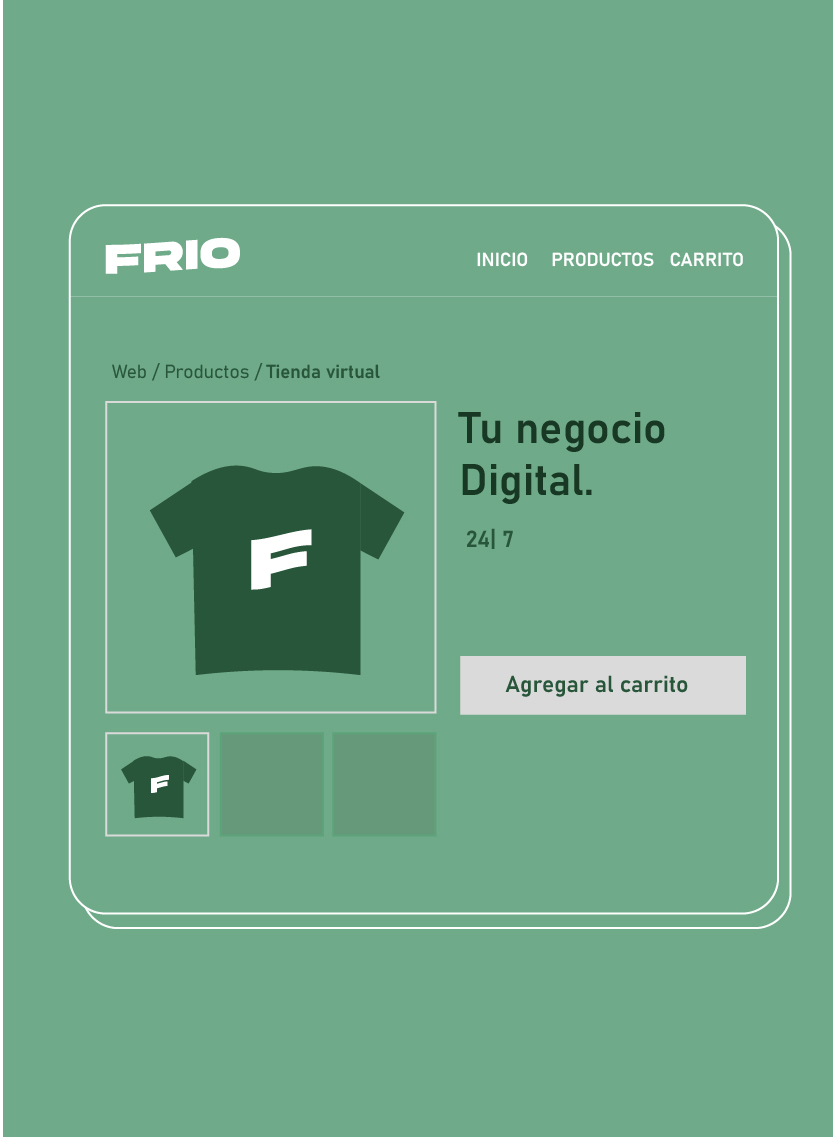 FRIO
INICIO PRODUCTOS CARRITO
Web / Productos / Tienda virtual
Tu negocio
Digital.
24| 7
F
Agregar al carrito
F